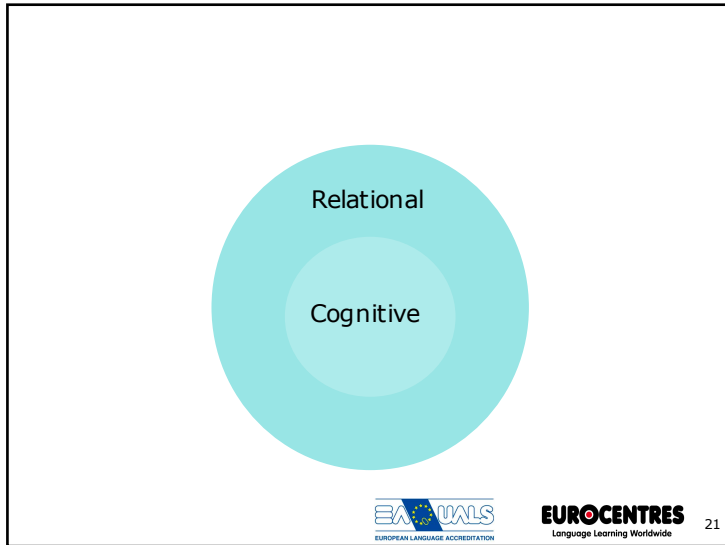 Relational
Cognitive
EAQUALS
EUROPEAN LANGUAGE ACCREDITATION
EUROCENTRES
Language Learning Worldwide
21